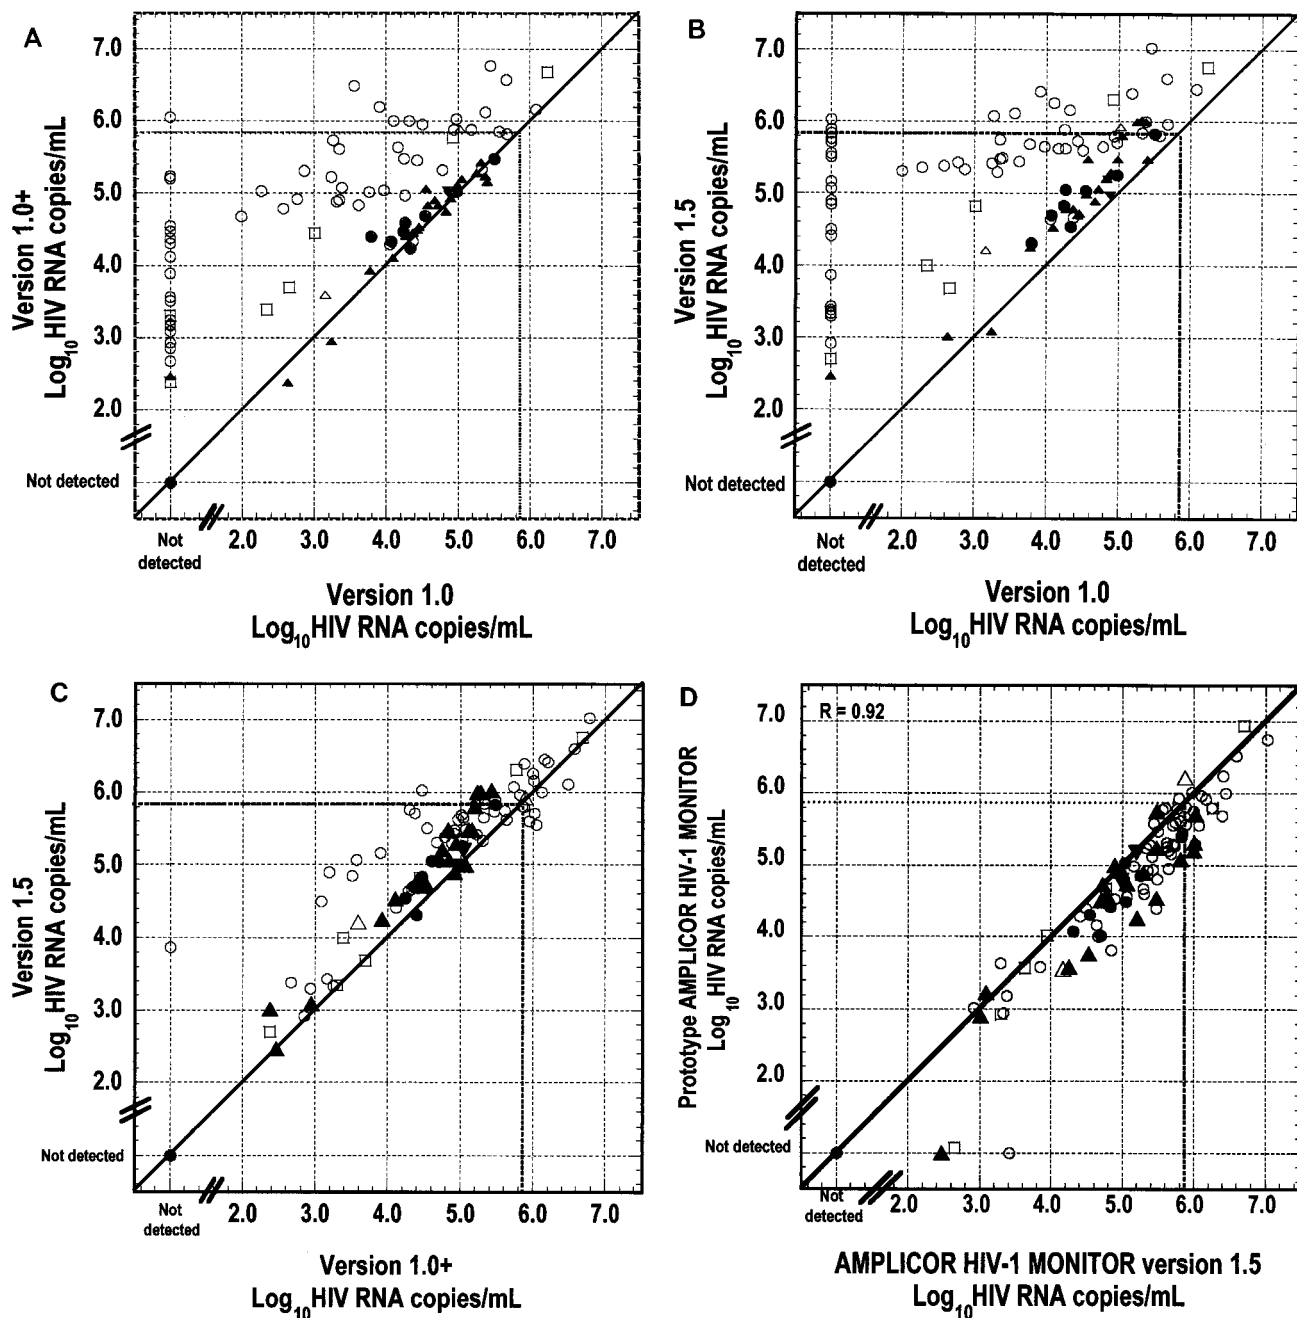 A
7.0
6.0
5.0
4.0
3.0
2.0
Not detected
Version 1.0+
Log10HIV RNA copies/mL
Not
detected
2.0 3.0 4.0 5.0 6.0 7.0
Version 1.0
Log10HIV RNA copies/mL
B
7.0
6.0
5.0
4.0
3.0
2.0
Not detected
Version 1.5
Log10HIV RNA copies/mL
Not
detected
2.0 3.0 4.0 5.0 6.0 7.0
Version 1.0
Log10HIV RNA copies/mL
C
7.0
6.0
5.0
4.0
3.0
2.0
Not detected
Version 1.5
Log10HIV RNA copies/mL
Not
detected
2.0 3.0 4.0 5.0 6.0 7.0
Version 1.0+
Log10HIV RNA copies/mL
D
R = 0.92
7.0
6.0
5.0
4.0
3.0
2.0
Not detected
Prototype AMPLICOR HIV-1 MONITOR
Log10HIV RNA copies/mL
Not
detected
2.0 3.0 4.0 5.0 6.0 7.0
AMPLICOR HIV-1 MONITOR version 1.5
Log10HIV RNA copies/mL